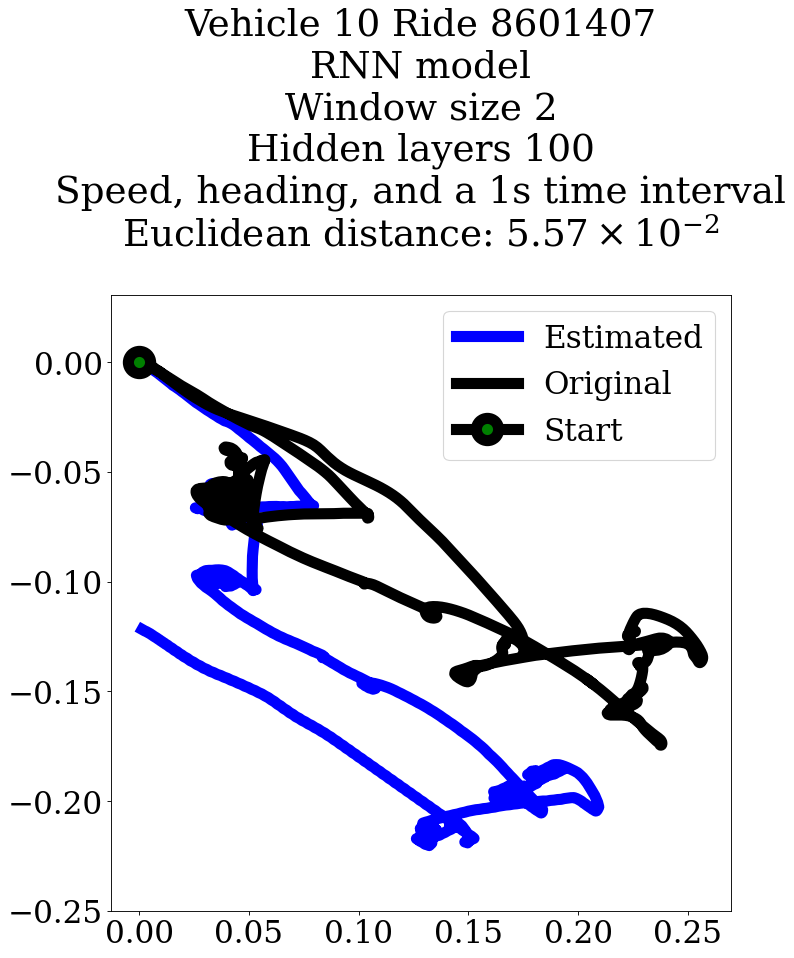 Vehicle 10 Ride 8601407
RNN model
Window size 2
Hidden layers 100
Speed, heading, and a 1s time interval
Euclidean distance: 5.57 × 10⁻²
Estimated
Original
Start
0.00
−0.05
−0.10
−0.15
−0.20
−0.25
0.00 0.05 0.10 0.15 0.20 0.25